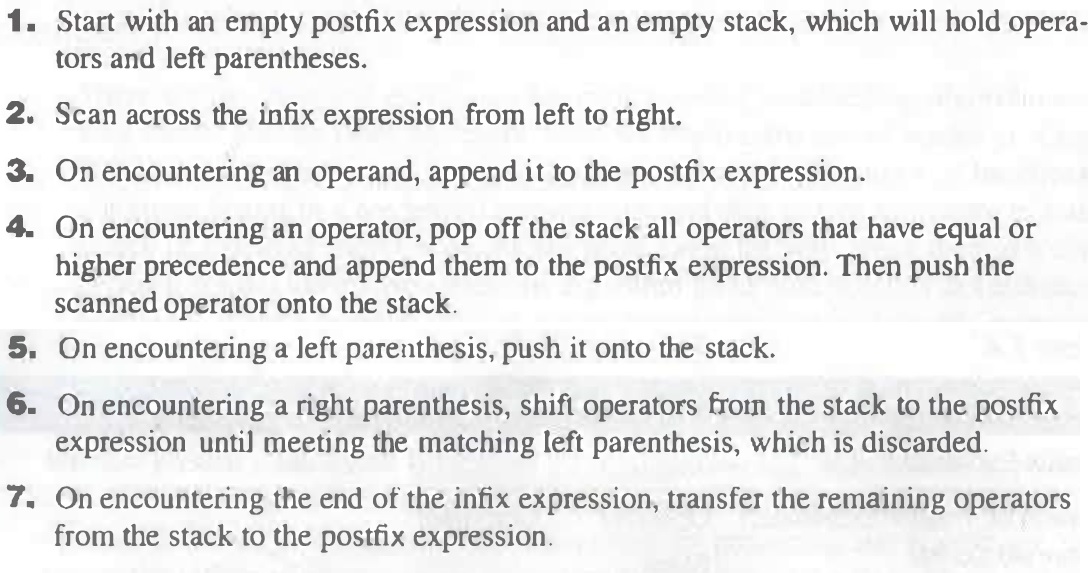 1. Start with an empty postfix expression and an empty stack, which will hold opera-
tors and left parentheses.
2. Scan across the infix expression from left to right.
3. On encountering an operand, append it to the postfix expression.
4. On encountering an operator, pop off the stack all operators that have equal or
higher precedence and append them to the postfix expression. Then push the
scanned operator onto the stack.
5. On encountering a left parenthesis, push it onto the stack.
6. On encountering a right parenthesis, shift operators from the stack to the postfix
expression until meeting the matching left parenthesis, which is discarded.
7. On encountering the end of the infix expression, transfer the remaining operators
from the stack to the postfix expression.